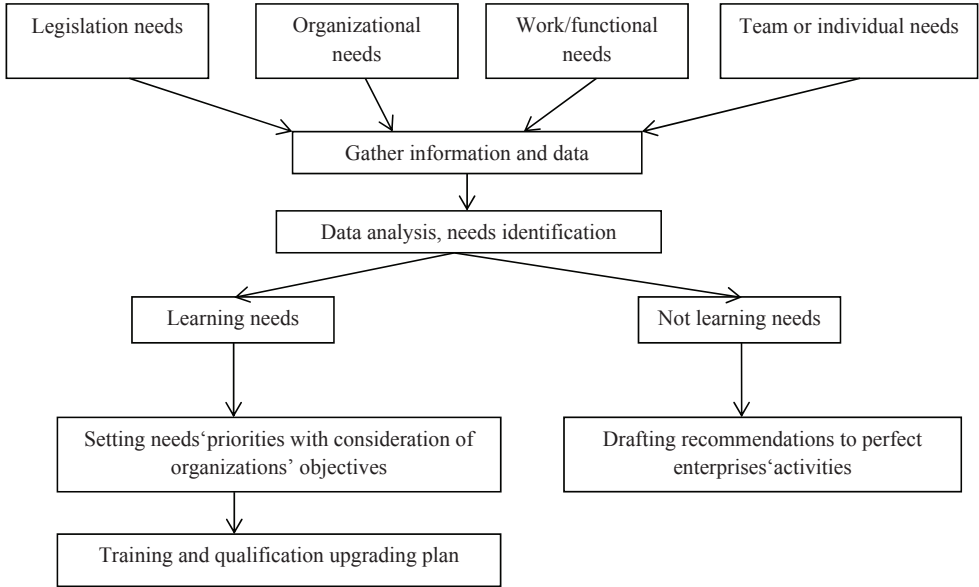 Legislation needs
Organizational
needs
Work/functional
needs
Team or individual needs
Gather information and data
Data analysis, needs identification
Learning needs
Not learning needs
Setting needs‘priorities with consideration of
organizations’ objectives
Drafting recommendations to perfect
enterprises‘activities
Training and qualification upgrading plan